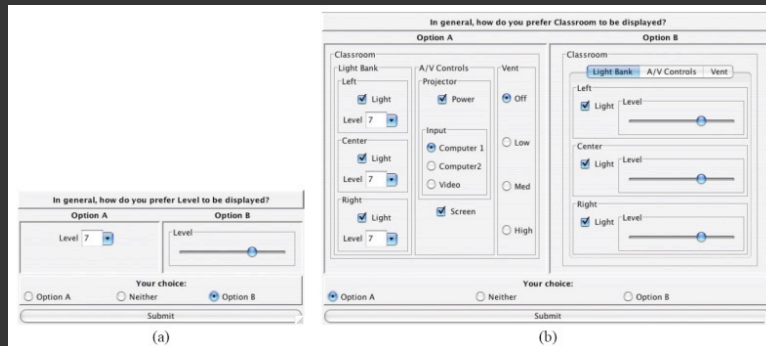 In general, how do you prefer Level to be displayed?
Option A Option B
Level 7 Level
Your choice:
Option A Neither Option B
Submit
(a)
In general, how do you prefer Classroom to be displayed?
Option A Option B
Classroom
Light Bank
Left
Light
Level 7
Center
Light
Level 7
Right
Light
Level 7
A/V Controls
Projector
Power
Input
Computer 1
Computer2
Video
Screen
Vent
Off
Low
Med
High
Classroom
Light Bank A/V Controls Vent
Left
Light Level
Center
Light Level
Right
Light Level
Your choice:
Option A Neither Option B
Submit
(b)